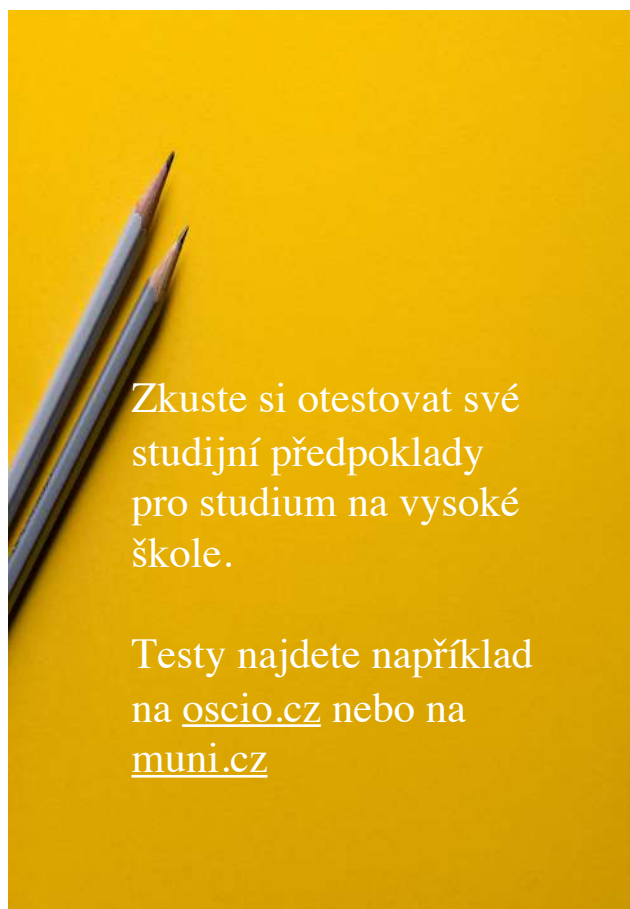 Zkuste si otestovat své
studijní předpoklady
pro studium na vysoké
škole.
Testy najdete například
na oscio.cz nebo na
muni.cz